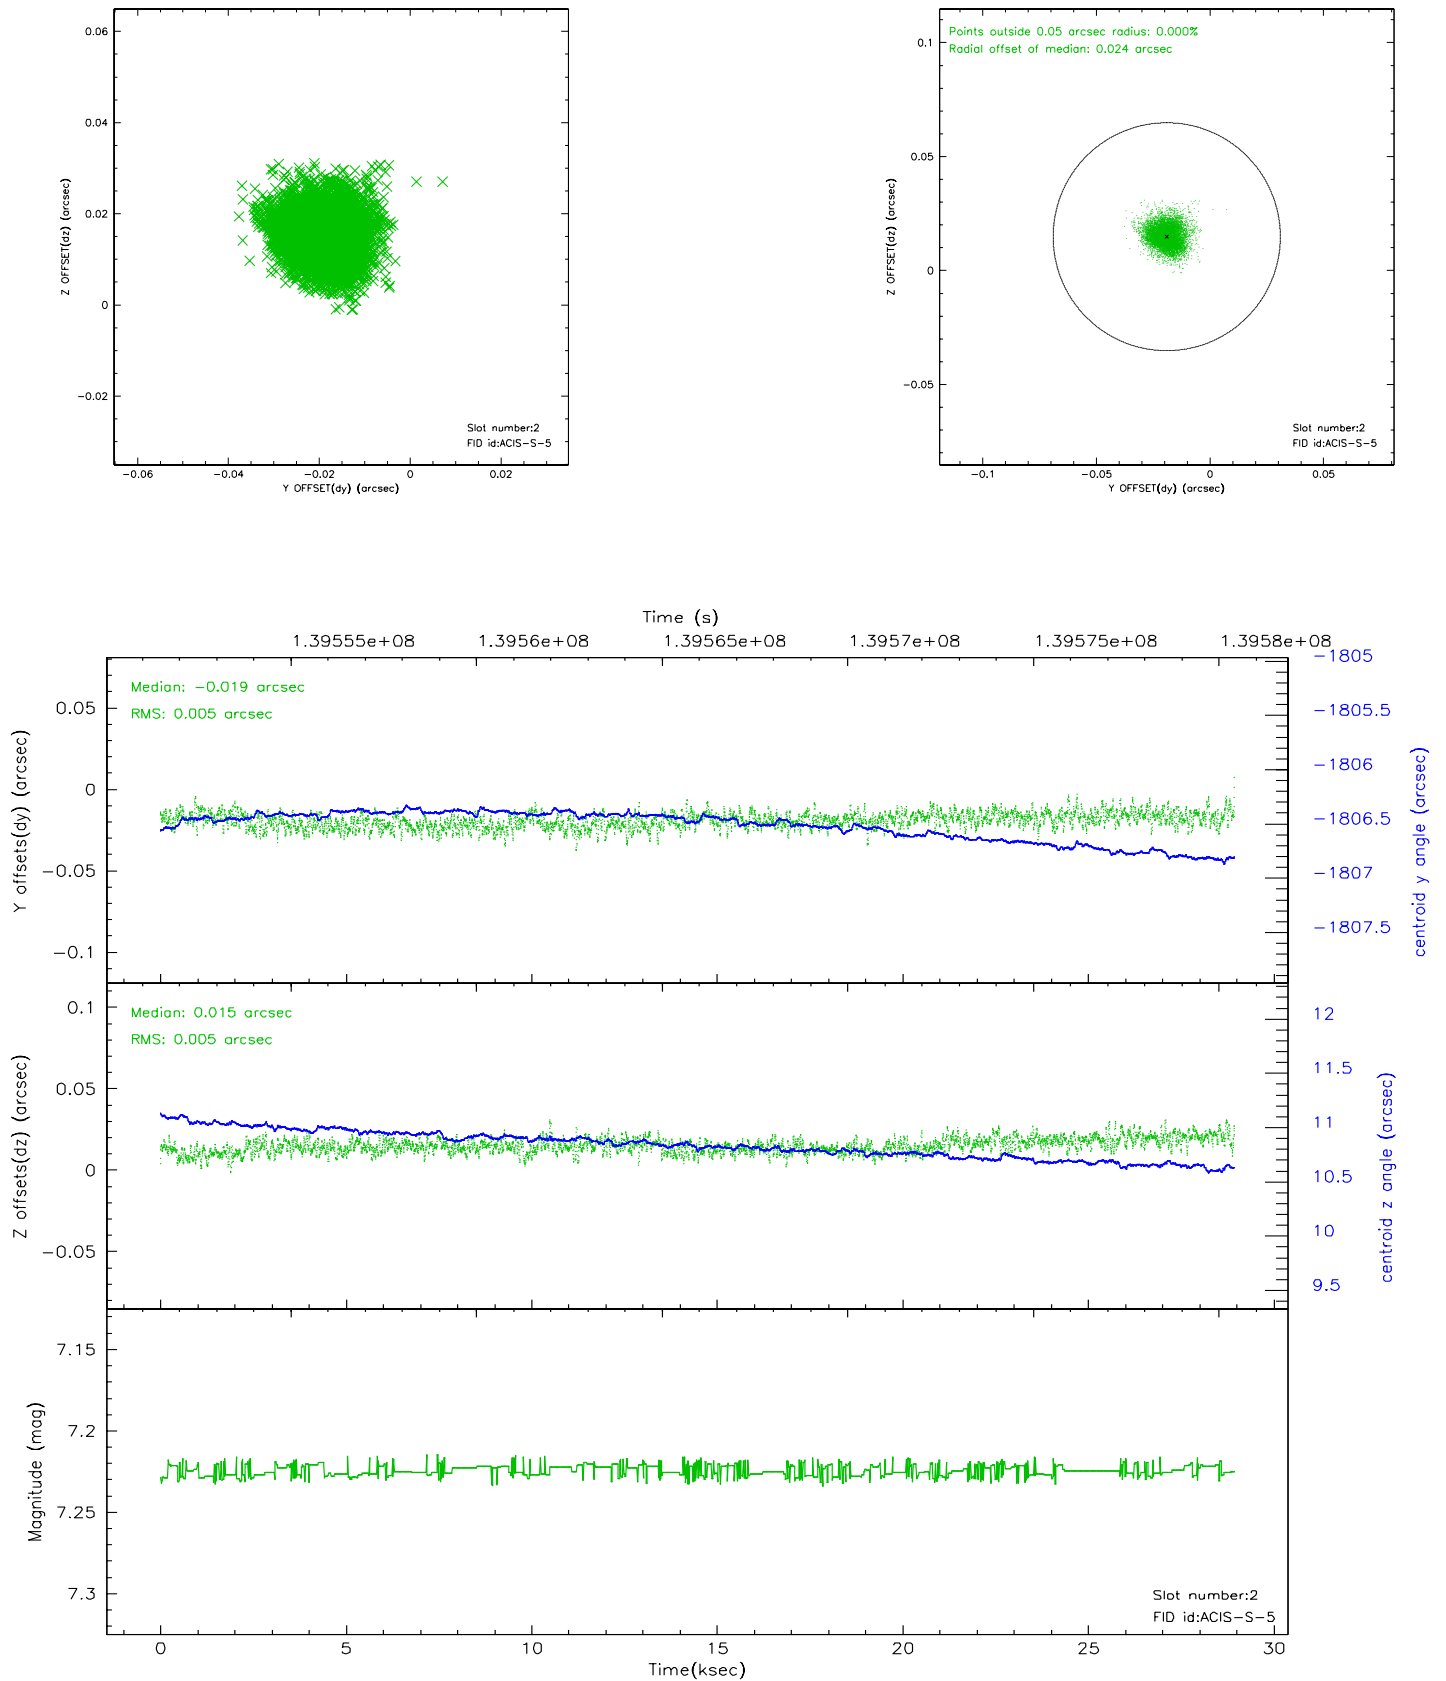 0.06
0.04
0.02
0
−0.02
Z OFFSET(dz) (arcsec)
Slot number:2
FID id:ACIS−S−5
−0.06 −0.04 −0.02 0 0.02
Y OFFSET(dy) (arcsec)
Points outside 0.05 arcsec radius: 0.000%
Radial offset of median: 0.024 arcsec
0.1
0.05
0
−0.05
Z OFFSET(dz) (arcsec)
Slot number:2
FID id:ACIS−S−5
−0.1 −0.05 0 0.05
Y OFFSET(dy) (arcsec)
Time (s)
1.39555e+08 1.3956e+08 1.39565e+08 1.3957e+08 1.39575e+08 1.3958e+08
Median: −0.019 arcsec
RMS: 0.005 arcsec
0.05
0
−0.05
−0.1
Y offsets(dy) (arcsec)
−1805
−1805.5
−1806
−1806.5
−1807
−1807.5
centroid y angle (arcsec)
Median: 0.015 arcsec
RMS: 0.005 arcsec
0.1
0.05
0
−0.05
Z offsets(dz) (arcsec)
12
11.5
11
10.5
10
9.5
centroid z angle (arcsec)
7.15
7.2
7.25
7.3
Magnitude (mag)
Slot number:2
FID id:ACIS−S−5
0 5 10 15 20 25 30
Time(ksec)